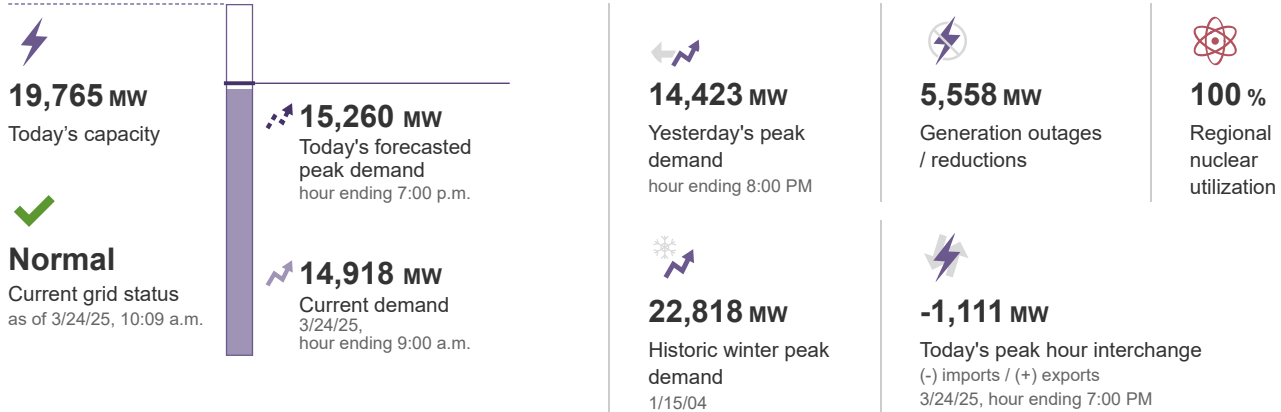 19,765 MW
Today’s capacity
Normal
Current grid status
as of 3/24/25, 10:09 a.m.
15,260 MW
Today's forecasted
peak demand
hour ending 7:00 p.m.
14,918 MW
Current demand
3/24/25,
hour ending 9:00 a.m.
14,423 MW
Yesterday's peak
demand
hour ending 8:00 PM
5,558 MW
Generation outages
/ reductions
100 %
Regional
nuclear
utilization
22,818 MW
Historic winter peak
demand
1/15/04
-1,111 MW
Today's peak hour interchange
(-) imports / (+) exports
3/24/25, hour ending 7:00 PM